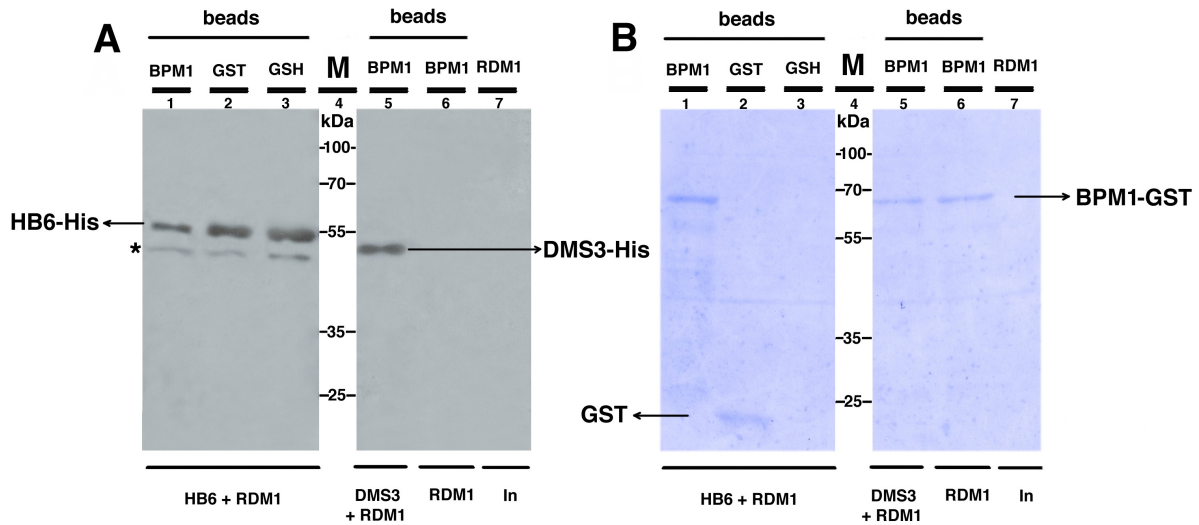 A
beads
beads
BPM1 GST GSH M BPM1 BPM1 RDM1
1 2 3 4 5 6 7
kDa
-100-
-70-
HB6-His
-55-
*
DMS3-His
-35-
-25-
HB6 + RDM1
DMS3
+ RDM1
RDM1
In
B
beads
beads
BPM1 GST GSH M BPM1 BPM1 RDM1
1 2 3 4 5 6 7
kDa
-100-
-70-
BPM1-GST
-55-
-35-
-25-
GST
HB6 + RDM1
DMS3
+ RDM1
RDM1
In